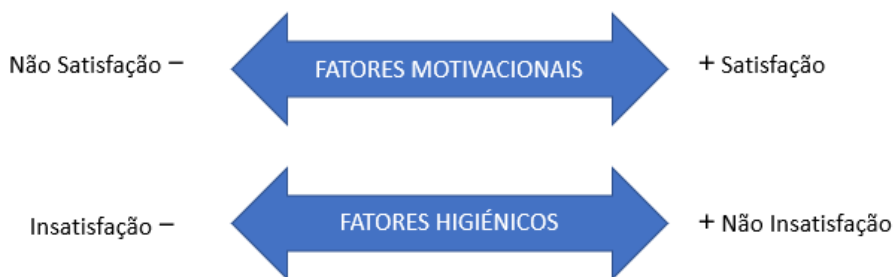 Não Satisfação – FATORES MOTIVACIONAIS + Satisfação
Insatisfação – FATORES HIGIÉNICOS + Não Insatisfação